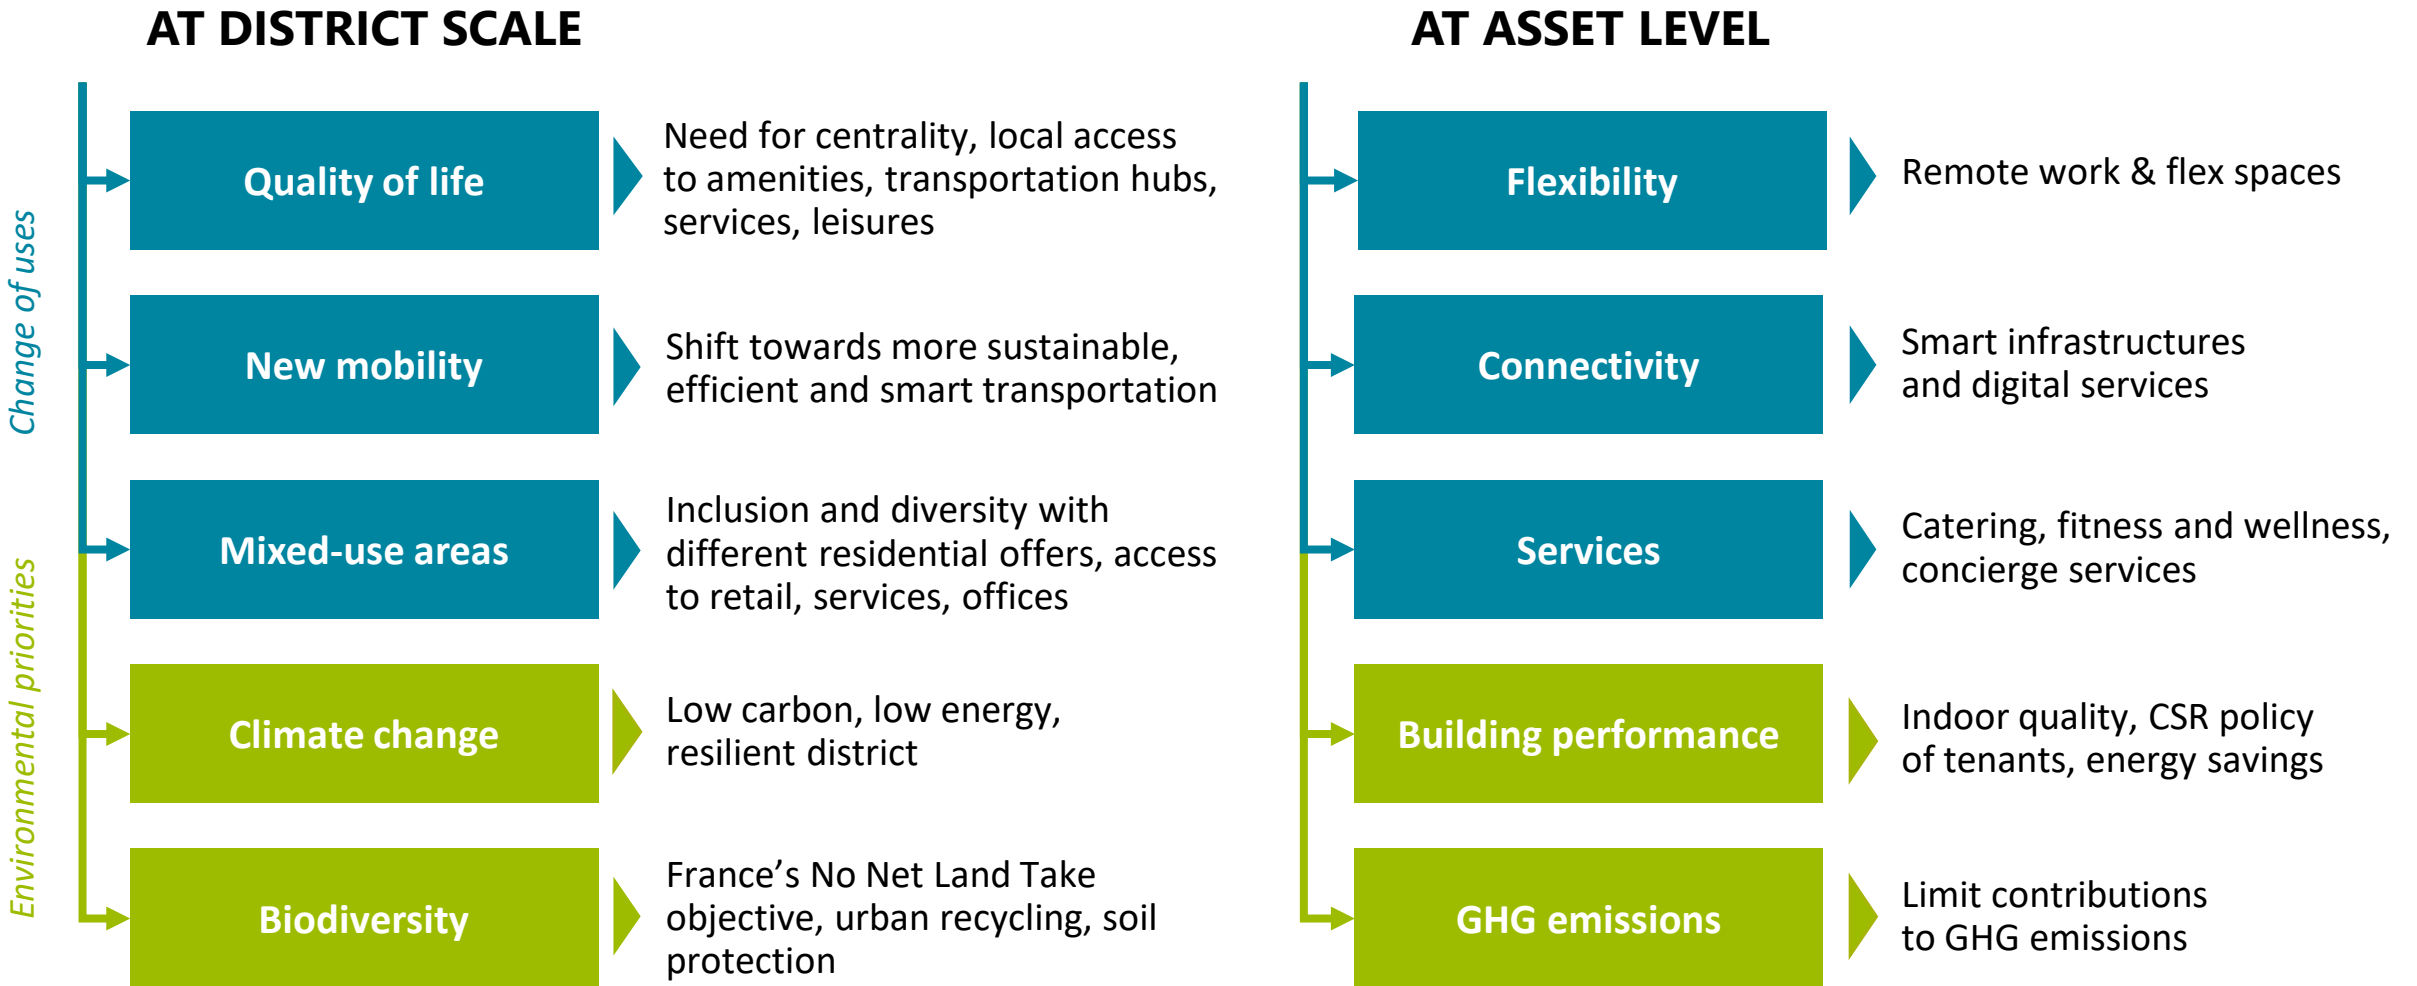 AT DISTRICT SCALE
Change of uses
Environmental priorities
Quality of life
Need for centrality, local access
to amenities, transportation hubs,
services, leisures
New mobility
Shift towards more sustainable,
efficient and smart transportation
Mixed-use areas
Inclusion and diversity with
different residential offers, access
to retail, services, offices
Climate change
Low carbon, low energy,
resilient district
Biodiversity
France’s No Net Land Take
objective, urban recycling, soil
protection
AT ASSET LEVEL
Flexibility
Remote work & flex spaces
Connectivity
Smart infrastructures
and digital services
Services
Catering, fitness and wellness,
concierge services
Building performance
Indoor quality, CSR policy
of tenants, energy savings
GHG emissions
Limit contributions
to GHG emissions